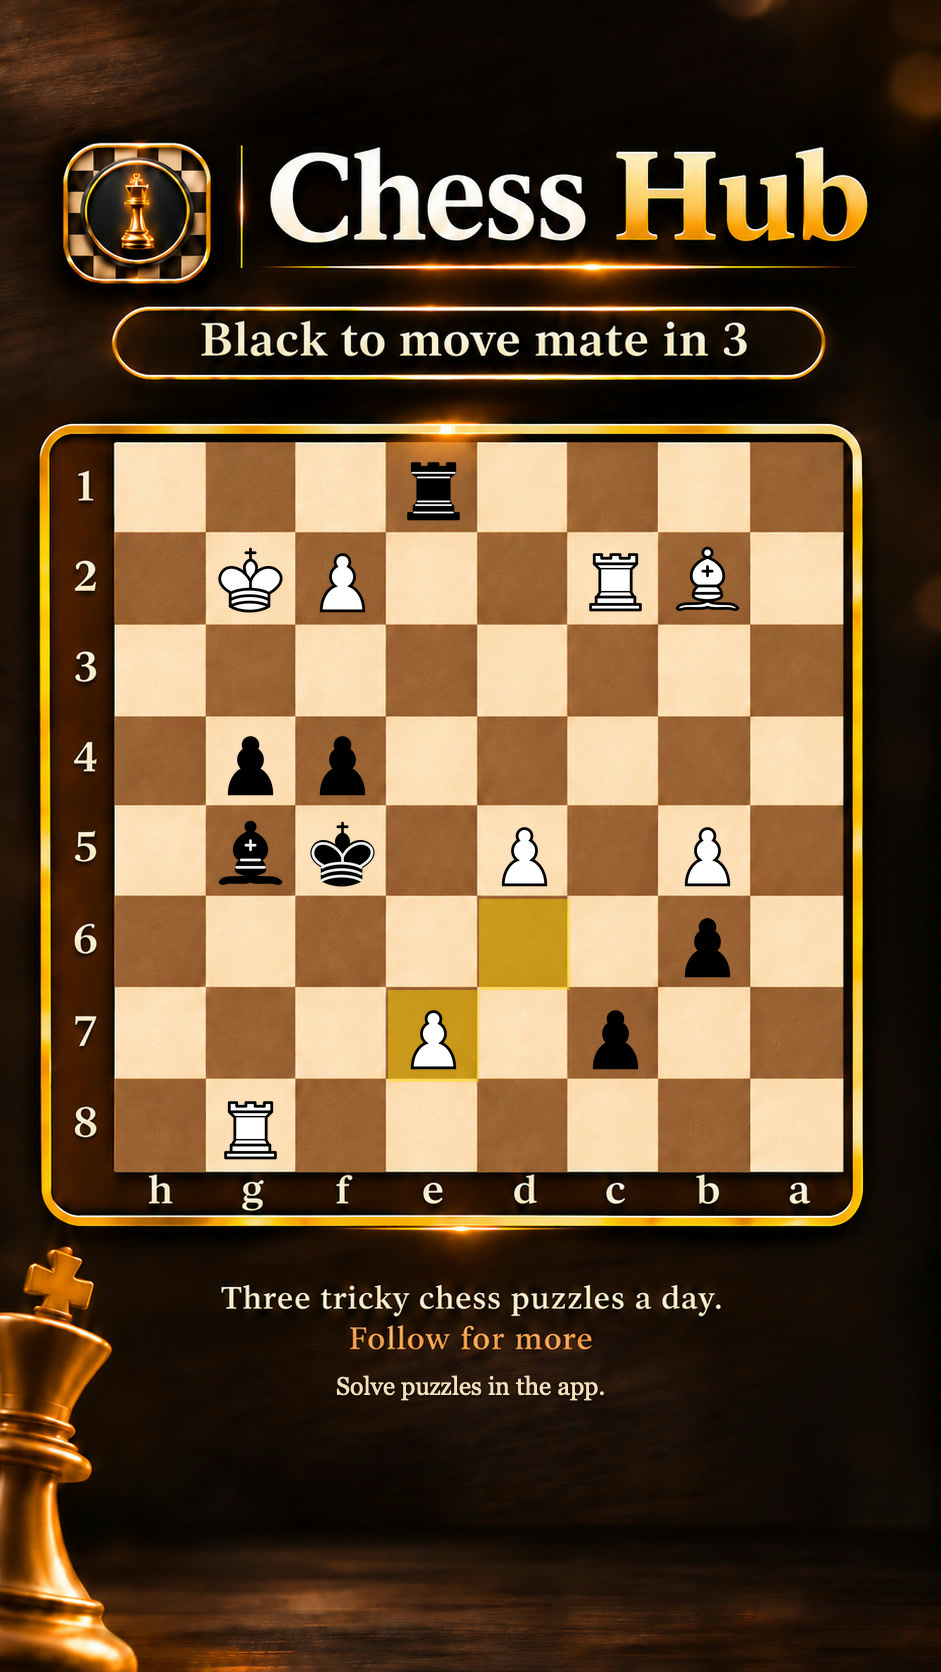 Chess Hub
Black to move mate in 3
1
2
3
4
5
6
7
8
h g f e d c b a
Three tricky chess puzzles a day.
Follow for more
Solve puzzles in the app.